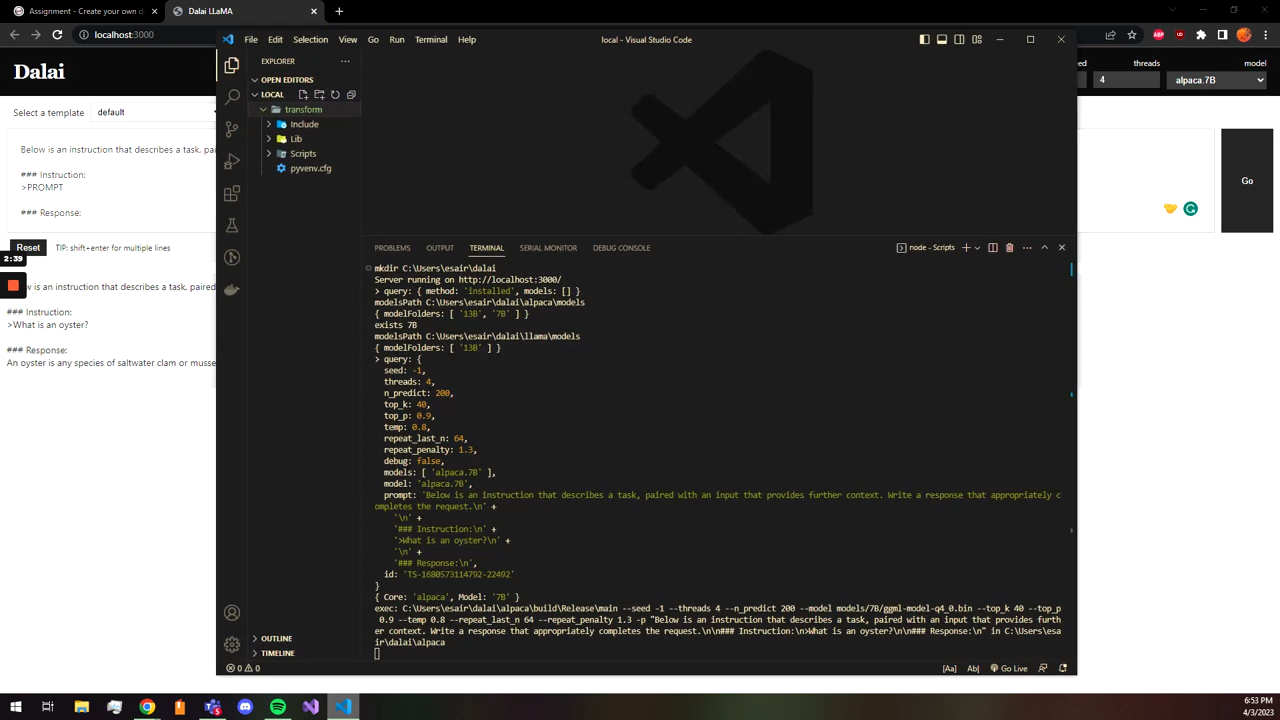 Assignment - Create your own d
Dalai LLaMA
localhost:3000
Dalai
threads
4
model
alpaca.7B
Select a template
default
Below is an instruction that describes a task, pai
### Instruction:
>PROMPT
### Response:
Go
Reset
TIP: shift+enter for multiple lines
2:39
w is an instruction that describes a task, paired
### Instruction:
>What is an oyster?
### Response:
An oyster is any species of saltwater clam or musse
File Edit Selection View Go Run Terminal Help
local - Visual Studio Code
EXPLORER
OPEN EDITORS
LOCAL
transform
Include
Lib
Scripts
pyvenv.cfg
OUTLINE
TIMELINE
PROBLEMS OUTPUT TERMINAL SERIAL MONITOR DEBUG CONSOLE
node - Scripts
mkdir C:\Users\esair\dalai
Server running on http://localhost:3000/
> query: { method: 'installed', models: [] }
modelsPath C:\Users\esair\dalai\alpaca\models
{ modelFolders: [ '13B', '7B' ] }
exists 7B
modelsPath C:\Users\esair\dalai\llama\models
{ modelFolders: [ '13B' ] }
> query: {
seed: -1,
threads: 4,
n_predict: 200,
top_k: 40,
top_p: 0.9,
temp: 0.8,
repeat_last_n: 64,
repeat_penalty: 1.3,
debug: false,
models: [ 'alpaca.7B' ],
model: 'alpaca.7B',
prompt: 'Below is an instruction that describes a task, paired with an input that provides further context. Write a response that appropriately c
ompletes the request.\n' +
'\n' +
'### Instruction:\n' +
'>What is an oyster?\n' +
'\n' +
'### Response:\n',
id: 'TS-1680573114792-22492'
}
{ Core: 'alpaca', Model: '7B' }
exec: C:\Users\esair\dalai\alpaca\build\Release\main --seed -1 --threads 4 --n_predict 200 --model models/7B/ggml-model-q4_0.bin --top_k 40 --top_p
0.9 --temp 0.8 --repeat_last_n 64 --repeat_penalty 1.3 -p "Below is an instruction that describes a task, paired with an input that provides furth
er context. Write a response that appropriately completes the request.\n\n### Instruction:\n>What is an oyster?\n\n### Response:\n" in C:\Users\esa
ir\dalai\alpaca
0 0
[Aa] Ab| Go Live
6:53 PM
4/3/2023